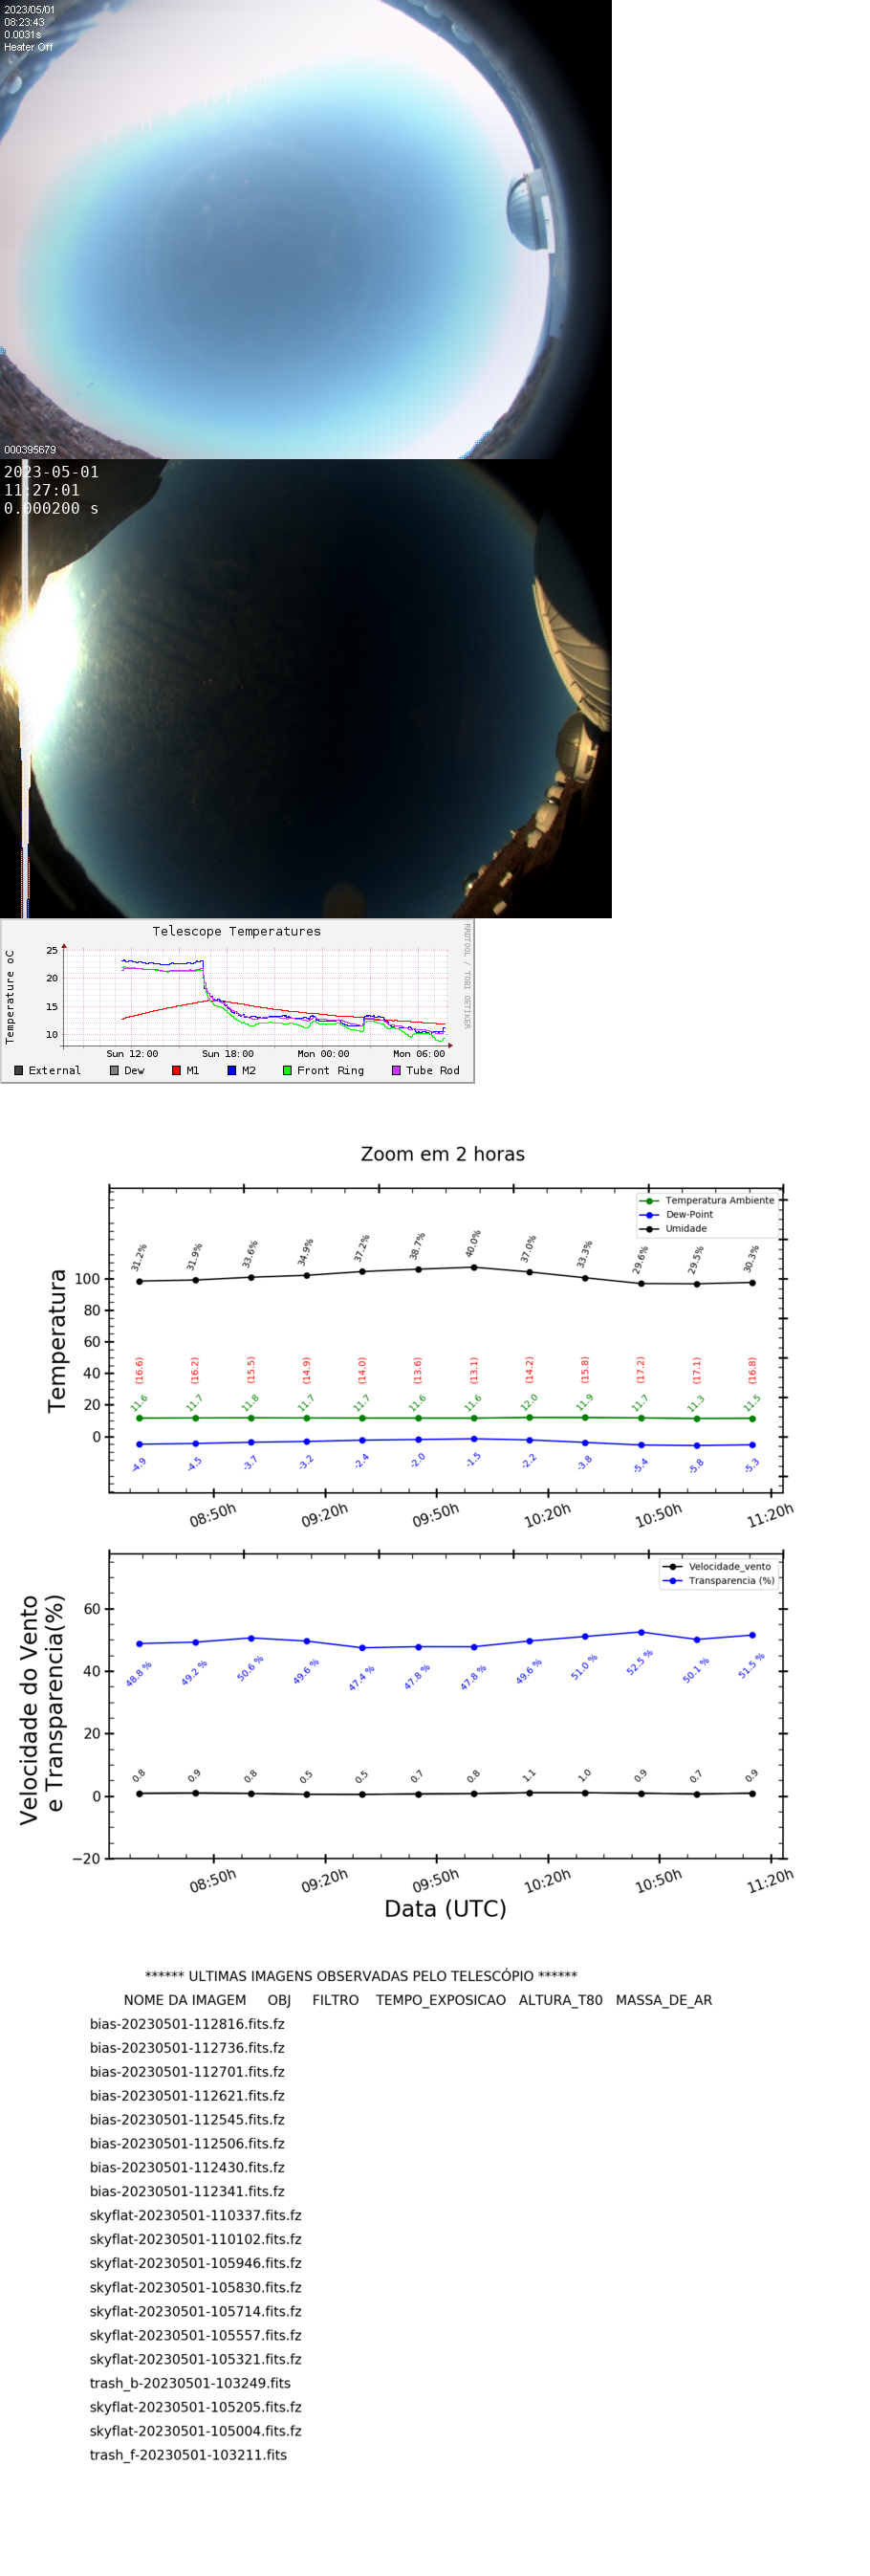 2023/05/01
08:23:43
0.0031s
Heater Off
000395679
2023-05-01
11:27:01
0.000200 s
Telescope Temperatures
RRDTOOL / TOBI OETIKER
Temperature oC
25
20
15
10
Sun 12:00 Sun 18:00 Mon 00:00 Mon 06:00
External Dew M1 M2 Front Ring Tube Rod
Zoom em 2 horas
Temperatura Ambiente
Dew-Point
Umidade
Temperatura
31.2% 31.9% 33.6% 34.9% 37.2% 38.7% 40.0% 37.0% 33.3% 29.6% 29.5% 30.3%
100
80
60
40
20
0
(16.6) (16.2) (15.5) (14.9) (14.0) (13.6) (13.1) (14.2) (15.8) (17.2) (17.1) (16.8)
11.6 11.7 11.8 11.7 11.7 11.6 11.6 12.0 11.9 11.7 11.3 11.5
-4.9 -4.5 -3.7 -3.2 -2.4 -2.0 -1.5 -2.2 -3.8 -5.4 -5.8 -5.3
08:50h 09:20h 09:50h 10:20h 10:50h 11:20h
Velocidade_vento
Transparencia (%)
Velocidade do Vento
e Transparencia(%)
60
40
20
0
−20
48.8 % 49.2 % 50.6 % 49.6 % 47.4 % 47.8 % 47.8 % 49.6 % 51.0 % 52.5 % 50.1 % 51.5 %
0.8 0.9 0.8 0.5 0.5 0.7 0.8 1.1 1.0 0.9 0.7 0.9
08:50h 09:20h 09:50h 10:20h 10:50h 11:20h
Data (UTC)
****** ULTIMAS IMAGENS OBSERVADAS PELO TELESCÓPIO ******
NOME DA IMAGEM OBJ FILTRO TEMPO_EXPOSICAO ALTURA_T80 MASSA_DE_AR
bias-20230501-112816.fits.fz
bias-20230501-112736.fits.fz
bias-20230501-112701.fits.fz
bias-20230501-112621.fits.fz
bias-20230501-112545.fits.fz
bias-20230501-112506.fits.fz
bias-20230501-112430.fits.fz
bias-20230501-112341.fits.fz
skyflat-20230501-110337.fits.fz
skyflat-20230501-110102.fits.fz
skyflat-20230501-105946.fits.fz
skyflat-20230501-105830.fits.fz
skyflat-20230501-105714.fits.fz
skyflat-20230501-105557.fits.fz
skyflat-20230501-105321.fits.fz
trash_b-20230501-103249.fits
skyflat-20230501-105205.fits.fz
skyflat-20230501-105004.fits.fz
trash_f-20230501-103211.fits